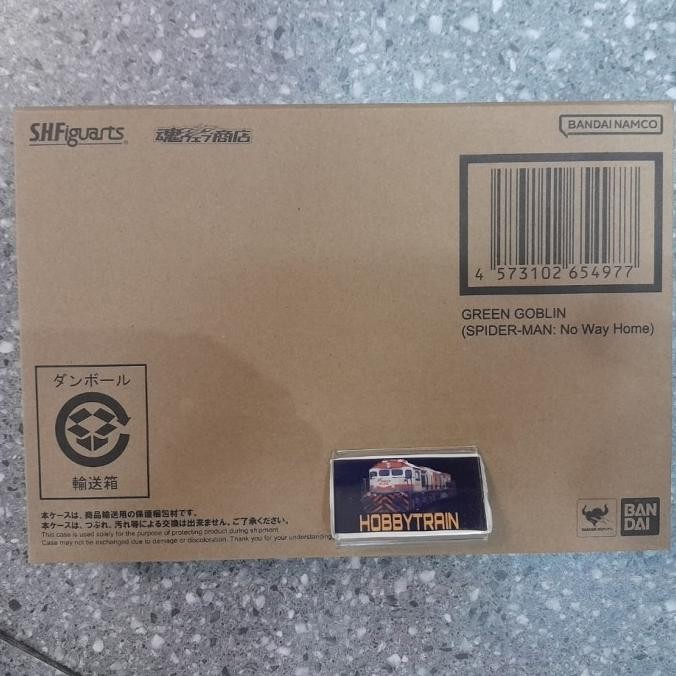 S.H.Figuarts
魂ウェブ商店
BANDAI NAMCO
4 573102 654977
GREEN GOBLIN
(SPIDER-MAN: No Way Home)
ダンボール
輸送箱
本ケースは、商品輸送用の保護梱包材です。
本ケースは、つぶれ、汚れ等による交換は出来ません。ご了承ください。
This case is used solely for the purpose of protecting product during shipment.
Case may not be exchanged due to damage or discoloration. Thank you for your understanding
HOBBYTRAIN
BAN
DAI